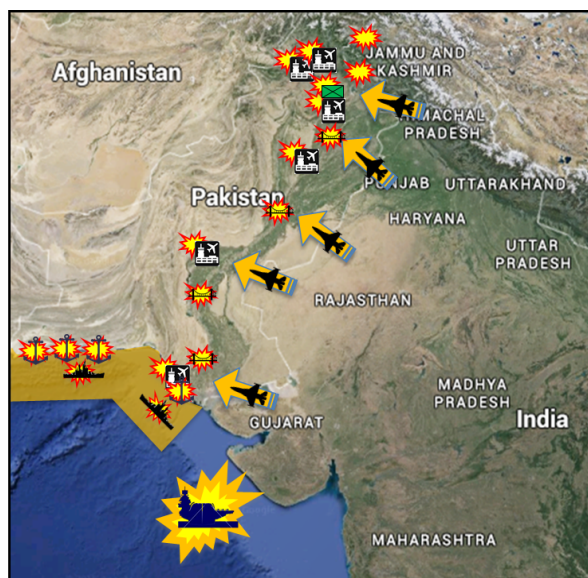 Afghanistan
JAMMU AND
KASHMIR
HIMACHAL
PRADESH
Pakistan
PUNJAB
UTTARAKHAND
HARYANA
UTTAR
PRADESH
RAJASTHAN
MADHYA
PRADESH
GUJARAT
India
MAHARASHTRA